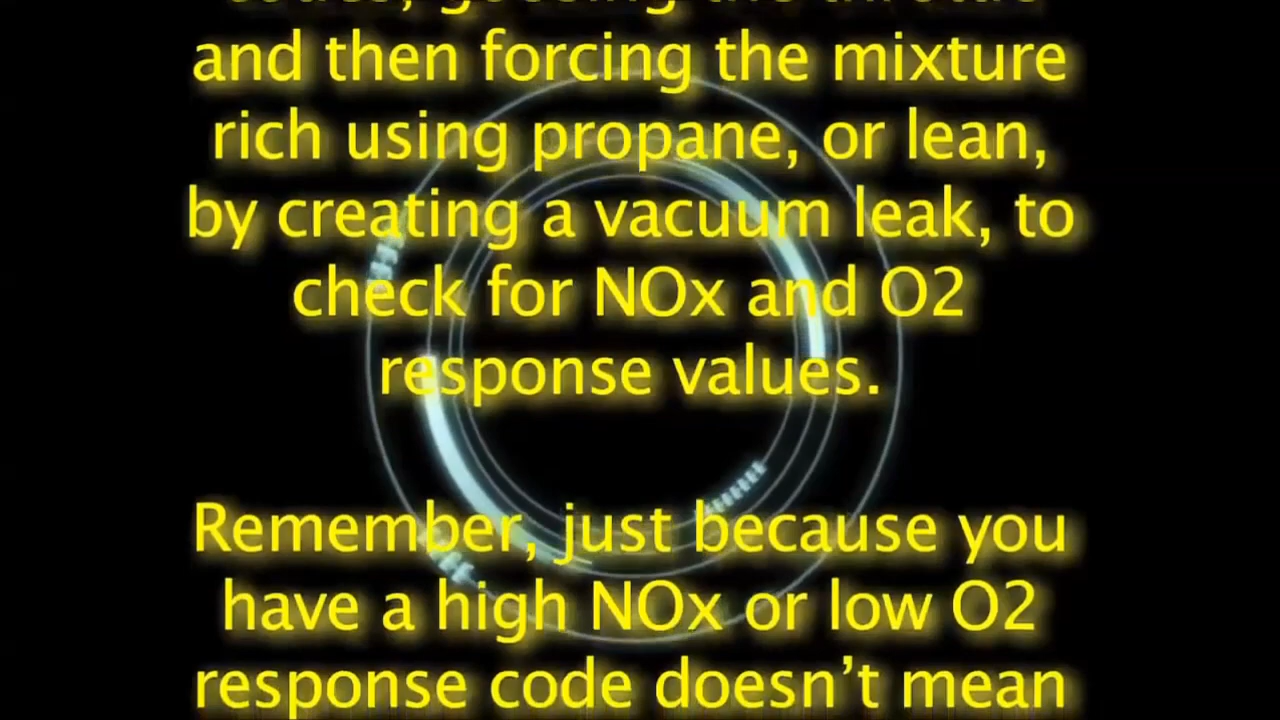 and then forcing the mixture
rich using propane, or lean,
by creating a vacuum leak, to
check for NOx and O2
response values.
Remember, just because you
have a high NOx or low O2
response code doesn’t mean